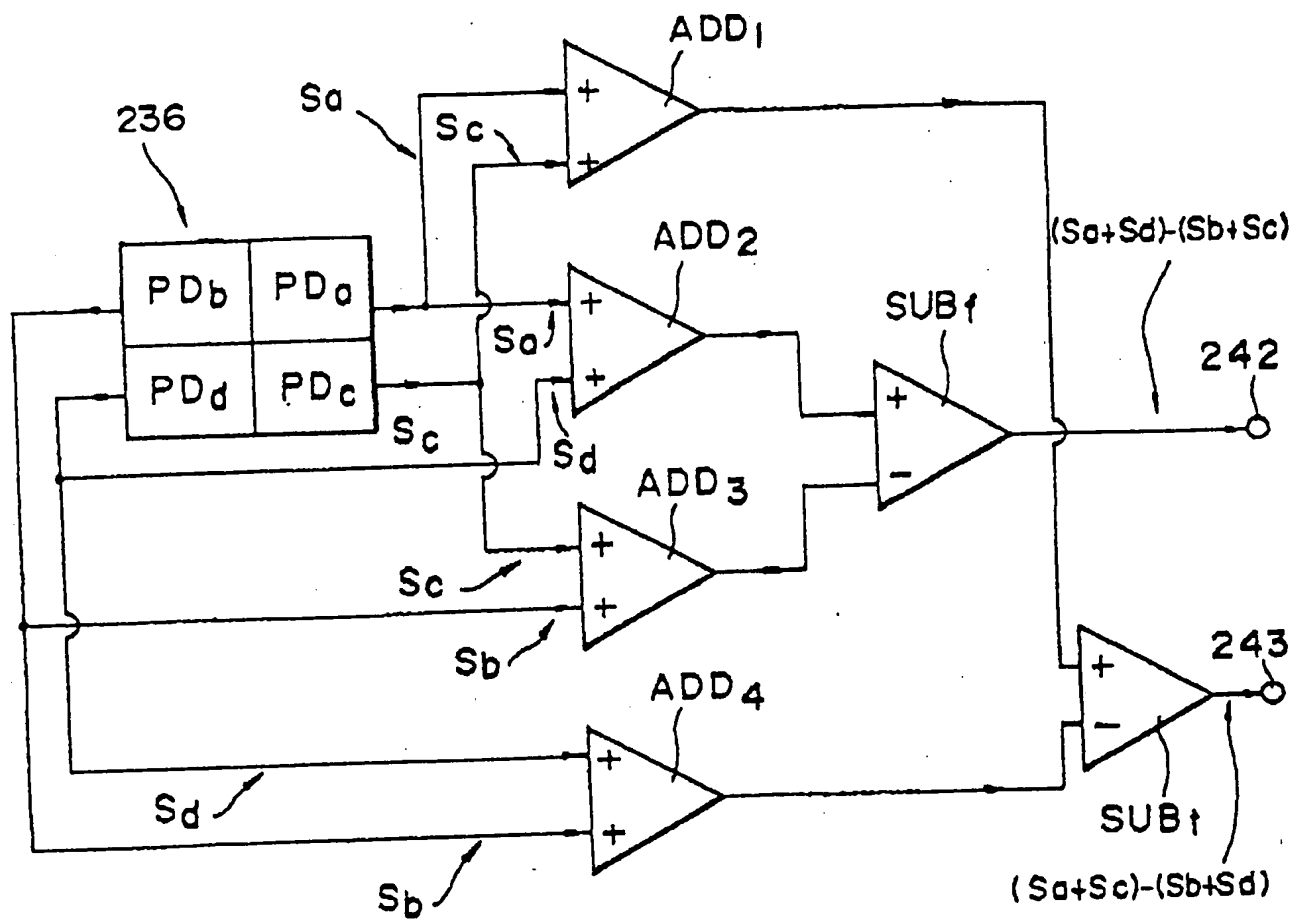 ADD1
Sa
+
236
Sc
+
ADD2
(Sa+Sd)-(Sb+Sc)
PDb
PDa
+
Sa
SUBf
242
PDd
PDc
+
+
Sc
Sd
-
ADD3
+
Sc
+
Sb
243
ADD4
+
-
+
Sd
SUBt
+
Sb
(Sa+Sc)-(Sb+Sd)